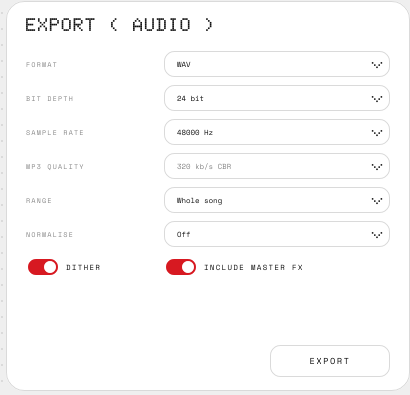 EXPORT ( AUDIO )
FORMAT WAV
BIT DEPTH 24 bit
SAMPLE RATE 48000 Hz
MP3 QUALITY 320 kb/s CBR
RANGE Whole song
NORMALISE Off
DITHER INCLUDE MASTER FX
EXPORT